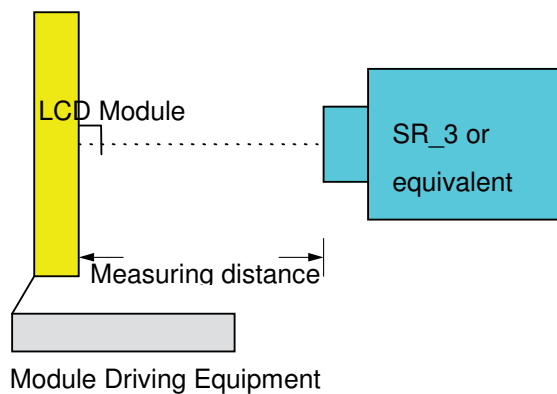 LCD Module
SR_3 or
equivalent
Measuring distance
Module Driving Equipment